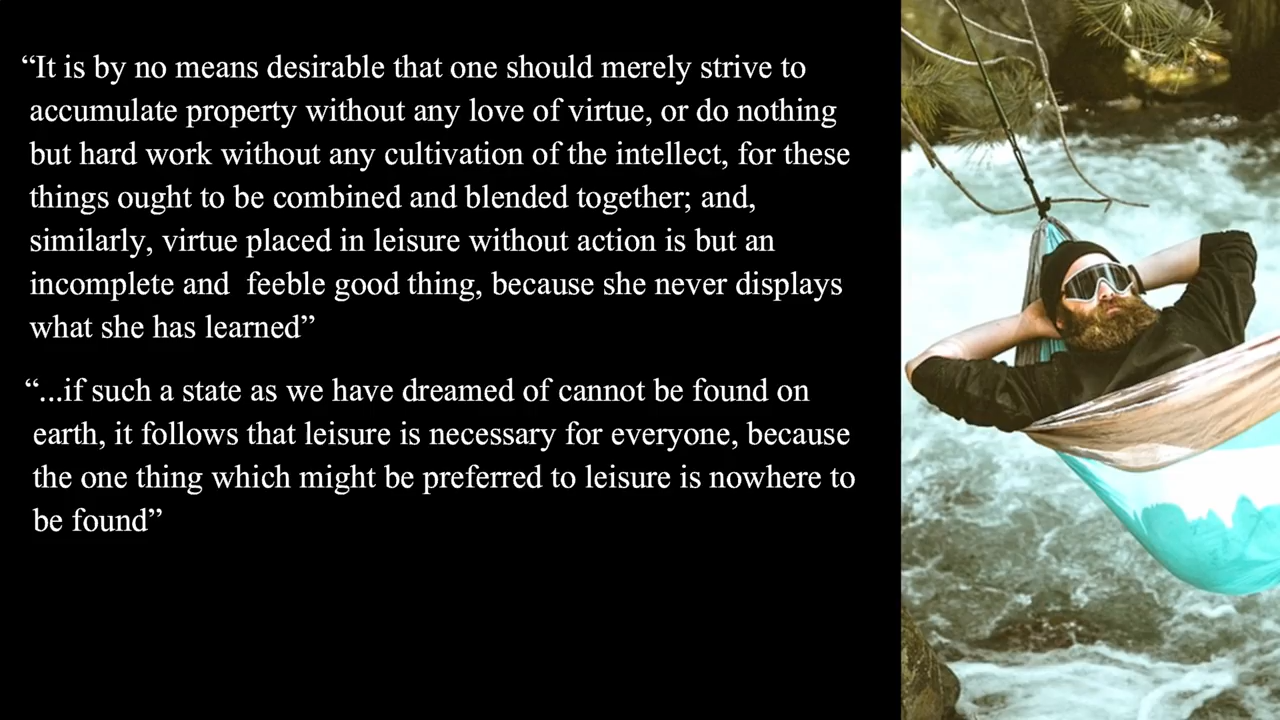 “It is by no means desirable that one should merely strive to
accumulate property without any love of virtue, or do nothing
but hard work without any cultivation of the intellect, for these
things ought to be combined and blended together; and,
similarly, virtue placed in leisure without action is but an
incomplete and  feeble good thing, because she never displays
what she has learned”
“...if such a state as we have dreamed of cannot be found on
earth, it follows that leisure is necessary for everyone, because
the one thing which might be preferred to leisure is nowhere to
be found”